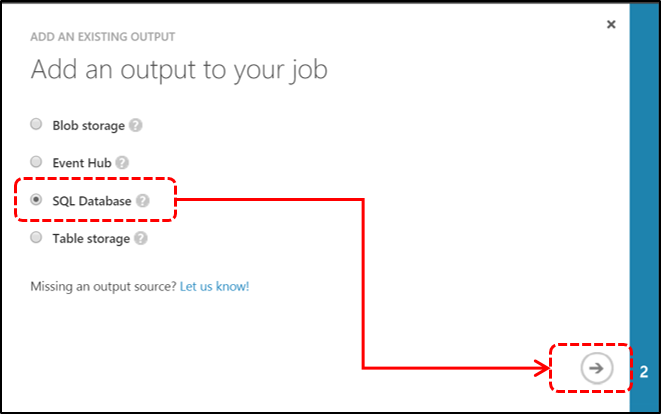 ADD AN EXISTING OUTPUT
Add an output to your job
Blob storage ?
Event Hub ?
SQL Database ?
Table storage ?
Missing an output source? Let us know!
2